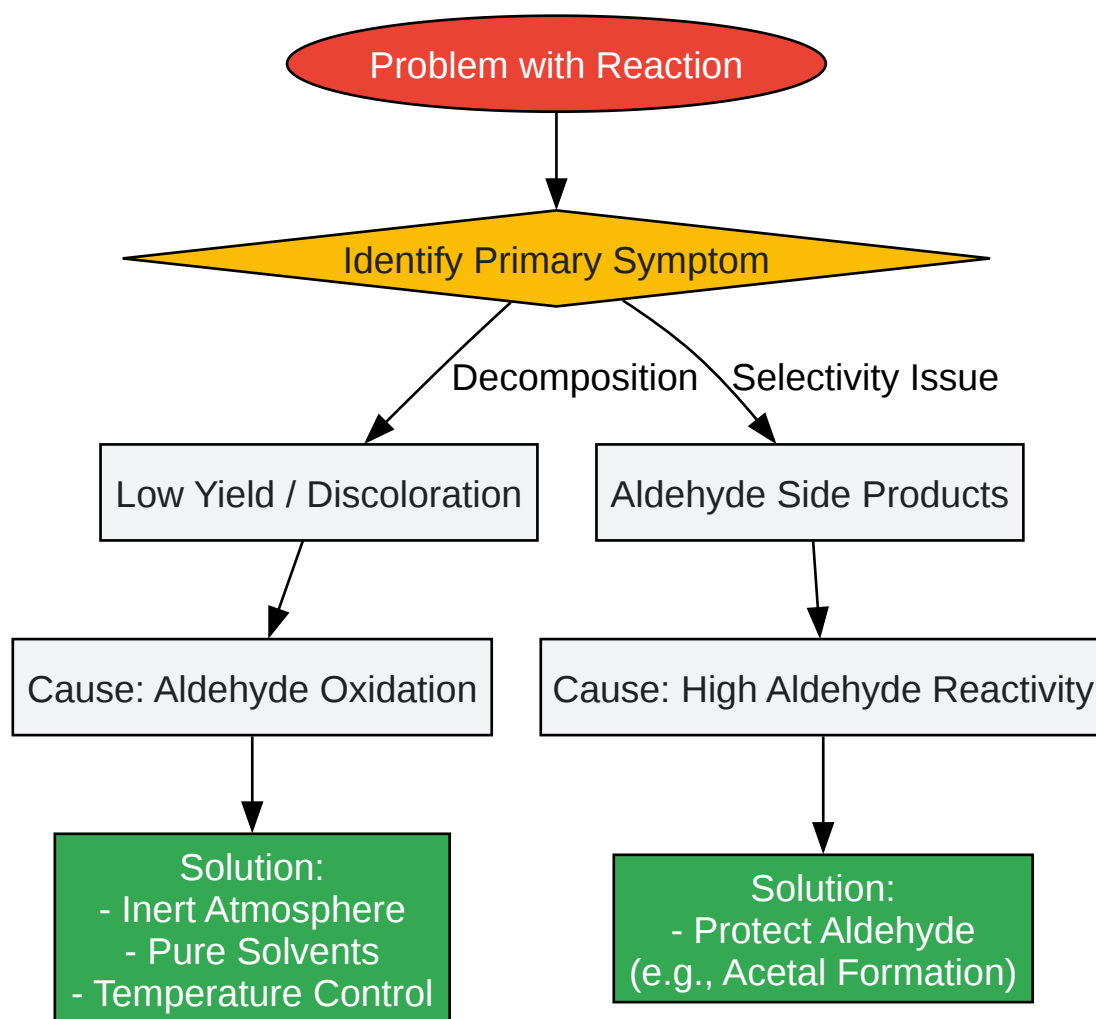 Problem with Reaction
Identify Primary Symptom
Decomposition
Selectivity Issue
Low Yield / Discoloration
Aldehyde Side Products
Cause: Aldehyde Oxidation
Cause: High Aldehyde Reactivity
Solution:
- Inert Atmosphere
- Pure Solvents
- Temperature Control
Solution:
- Protect Aldehyde
(e.g., Acetal Formation)